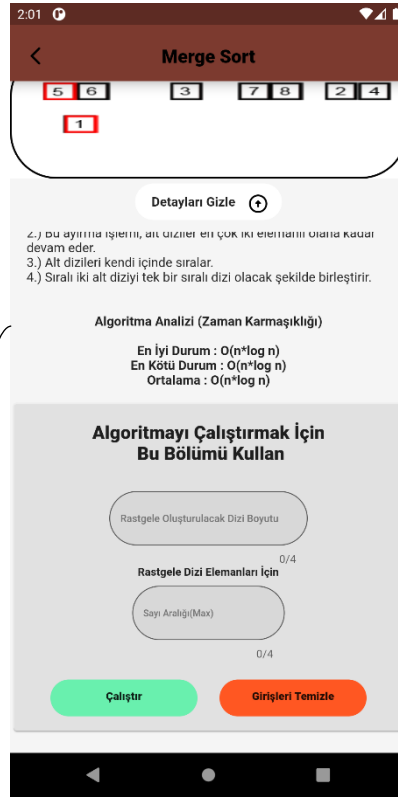 2:01
Merge Sort
5 6 3 7 8 2 4
1
Detayları Gizle
2.) Bu ayırma işlemi, alt diziler en çok iki elemanlı olana kadar
devam eder.
3.) Alt dizileri kendi içinde sıralar.
4.) Sıralı iki alt diziyi tek bir sıralı dizi olacak şekilde birleştirir.
Algoritma Analizi (Zaman Karmaşıklığı)
En İyi Durum : O(n*log n)
En Kötü Durum : O(n*log n)
Ortalama : O(n*log n)
Algoritmayı Çalıştırmak İçin
Bu Bölümü Kullan
Rastgele Oluşturulacak Dizi Boyutu
0/4
Rastgele Dizi Elemanları İçin
Sayı Aralığı(Max)
0/4
Çalıştır Girişleri Temizle